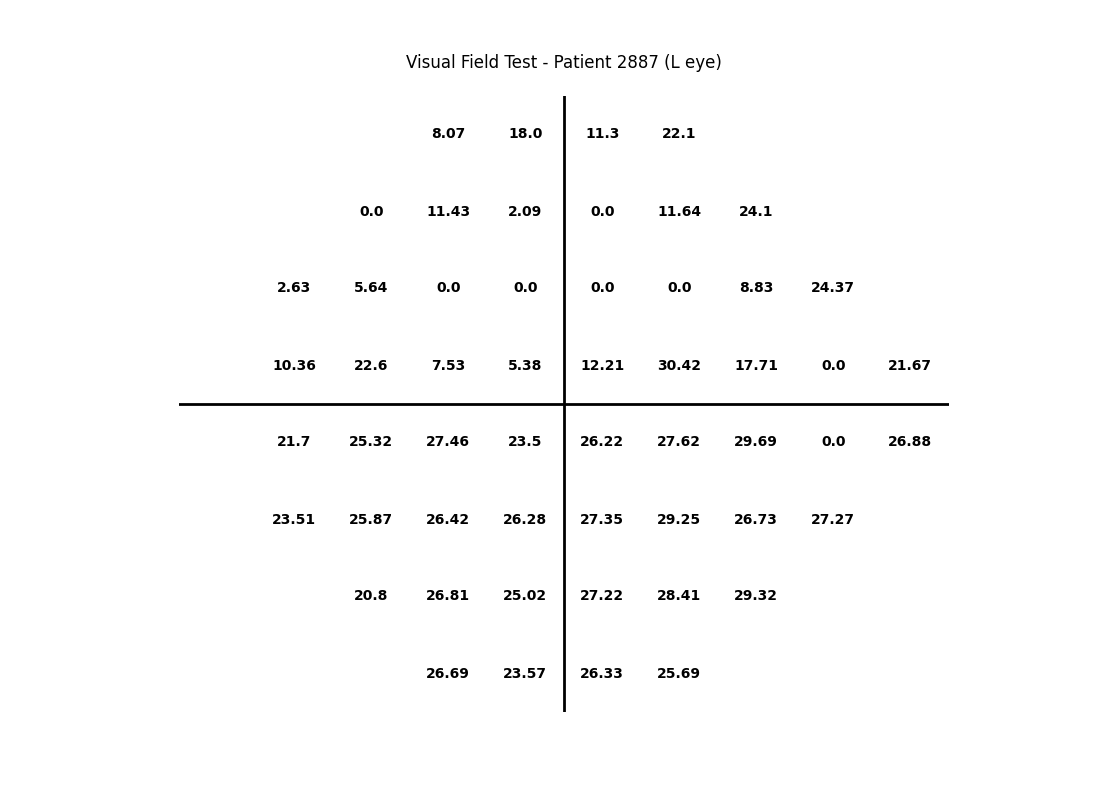 Visual Field Test - Patient 2887 (L eye)
8.07 18.0 11.3 22.1
0.0 11.43 2.09 0.0 11.64 24.1
2.63 5.64 0.0 0.0 0.0 0.0 8.83 24.37
10.36 22.6 7.53 5.38 12.21 30.42 17.71 0.0 21.67
21.7 25.32 27.46 23.5 26.22 27.62 29.69 0.0 26.88
23.51 25.87 26.42 26.28 27.35 29.25 26.73 27.27
20.8 26.81 25.02 27.22 28.41 29.32
26.69 23.57 26.33 25.69